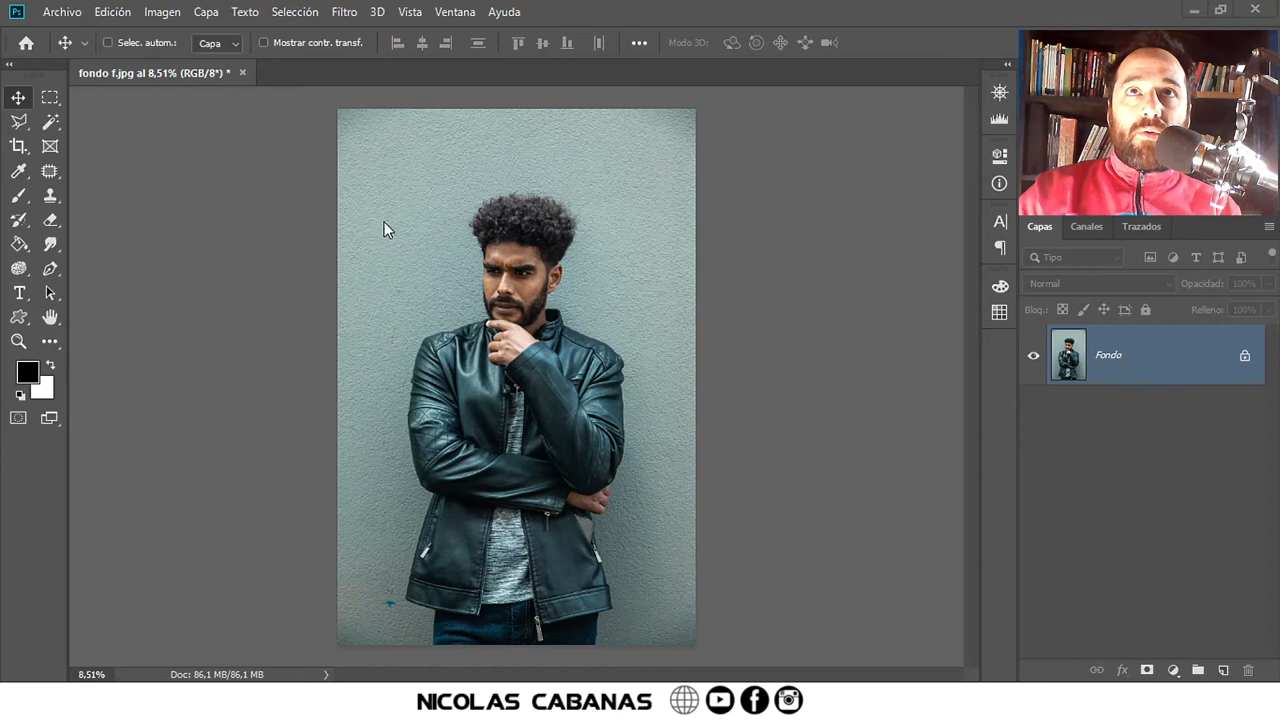 Ps Archivo Edición Imagen Capa Texto Selección Filtro 3D Vista Ventana Ayuda
Selec. autom.: Capa Mostrar contr. transf. Modo 3D:
fondo f.jpg al 8,51% (RGB/8*) *
Capas Canales Trazados
Tipo
Normal Opacidad: 100%
Bloq.: Relleno: 100%
Fondo
8,51% Doc: 86,1 MB/86,1 MB
NICOLAS CABANAS